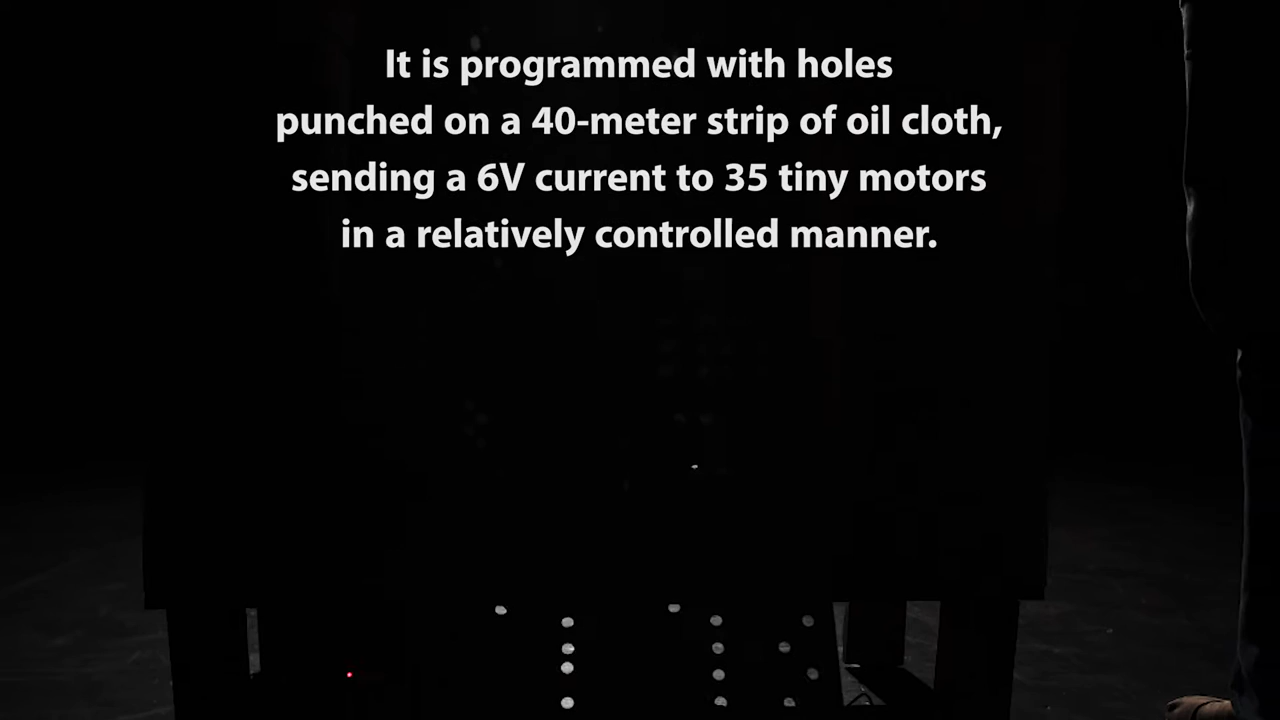 It is programmed with holes
punched on a 40-meter strip of oil cloth,
sending a 6V current to 35 tiny motors
in a relatively controlled manner.